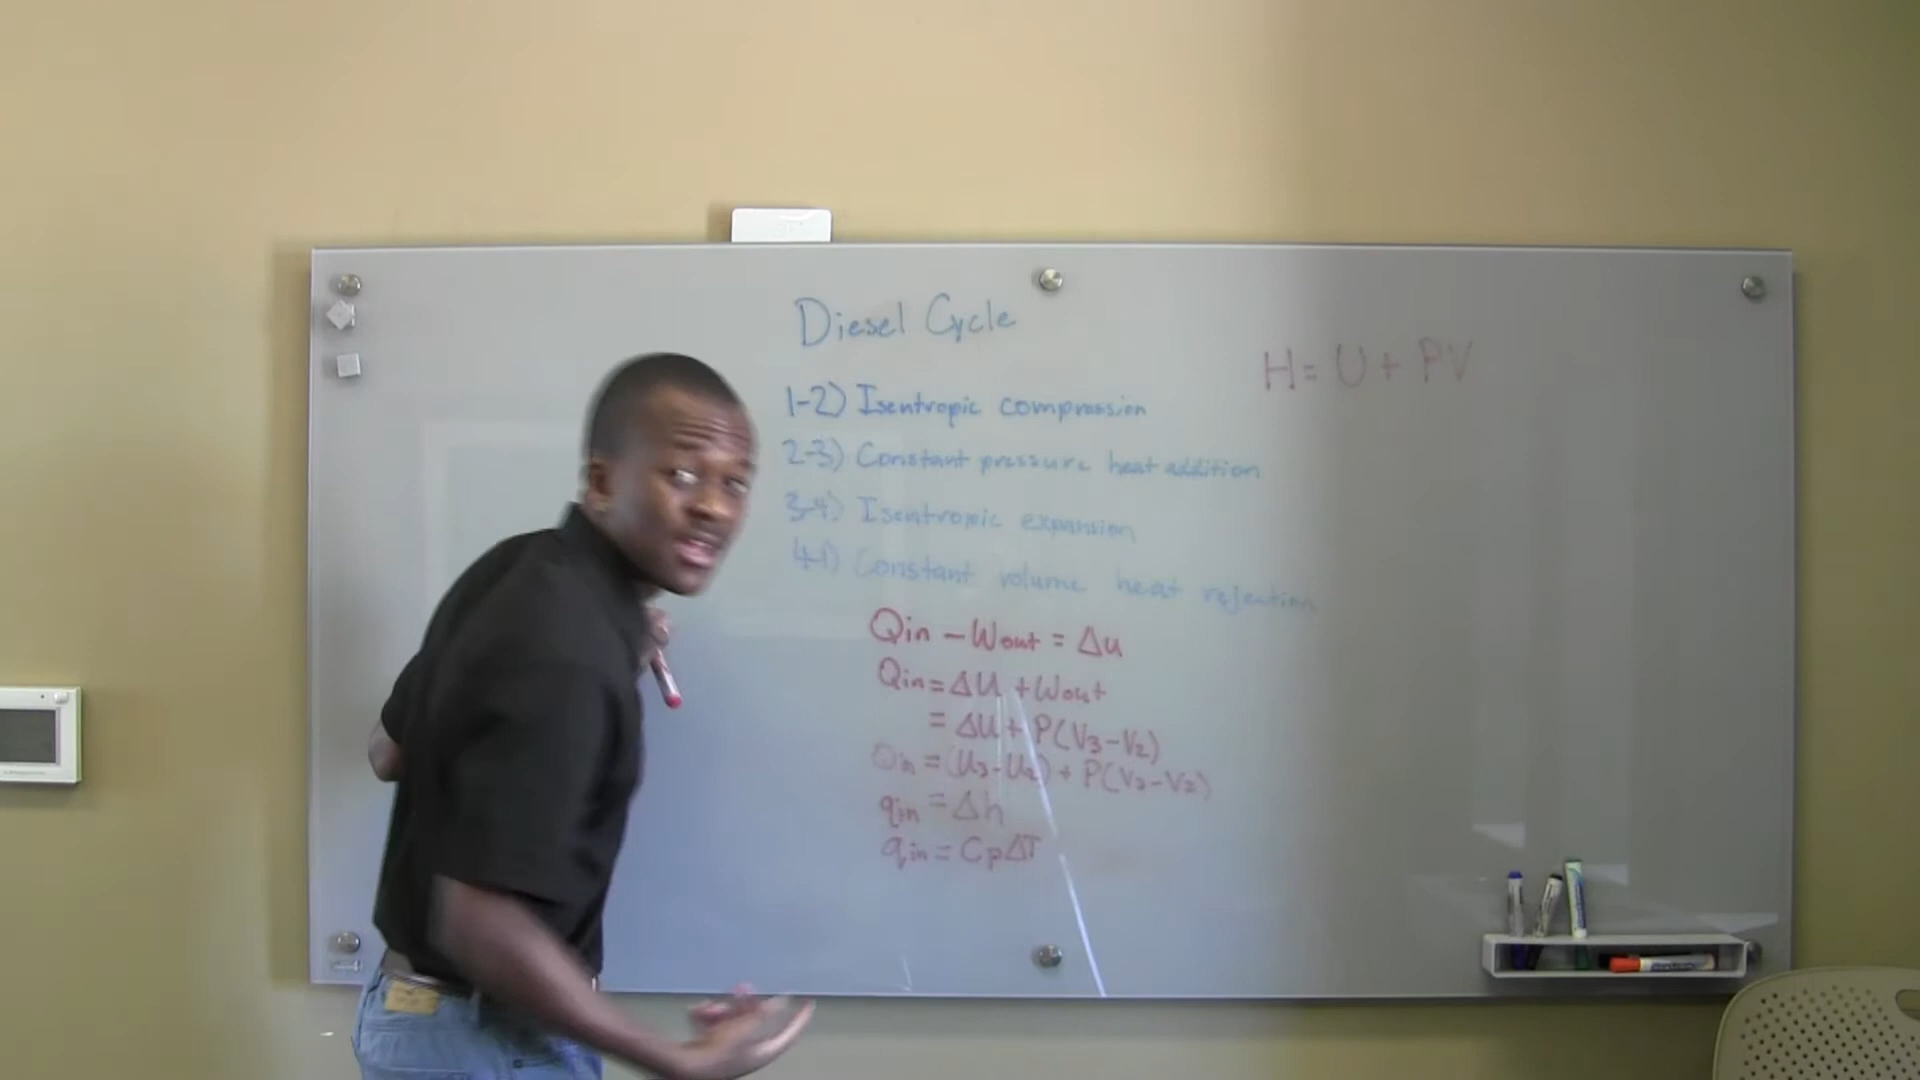 Diesel Cycle
H = U + PV
1-2) Isentropic compression
2-3) Constant pressure heat addition
3-4) Isentropic expansion
4-1) Constant volume heat rejection
Qin - Wout = Δu
Qin = ΔU + Wout
= ΔU + P(V3-V2)
Qin = (U3-U2) + P(V3-V2)
qin = Δh
qin = CpΔT